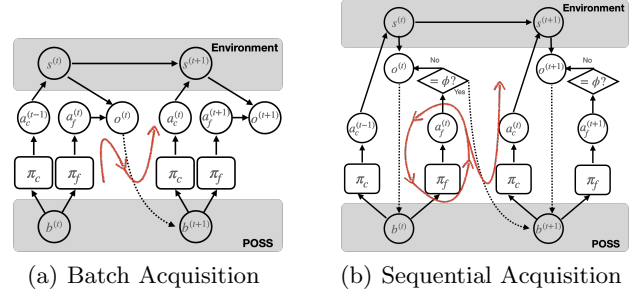 Environment
s^(t)
s^(t+1)
a_c^(t-1)
a_f^(t)
o^(t)
a_c^(t)
a_f^(t+1)
o^(t+1)
π_c
π_f
π_c
π_f
b^(t)
b^(t+1)
POSS
(a) Batch Acquisition
Environment
s^(t)
s^(t+1)
o^(t)
No
= ϕ?
Yes
o^(t+1)
No
= ϕ?
a_c^(t-1)
a_f^(t)
a_c^(t)
a_f^(t+1)
π_c
π_f
π_c
π_f
b^(t)
b^(t+1)
POSS
(b) Sequential Acquisition